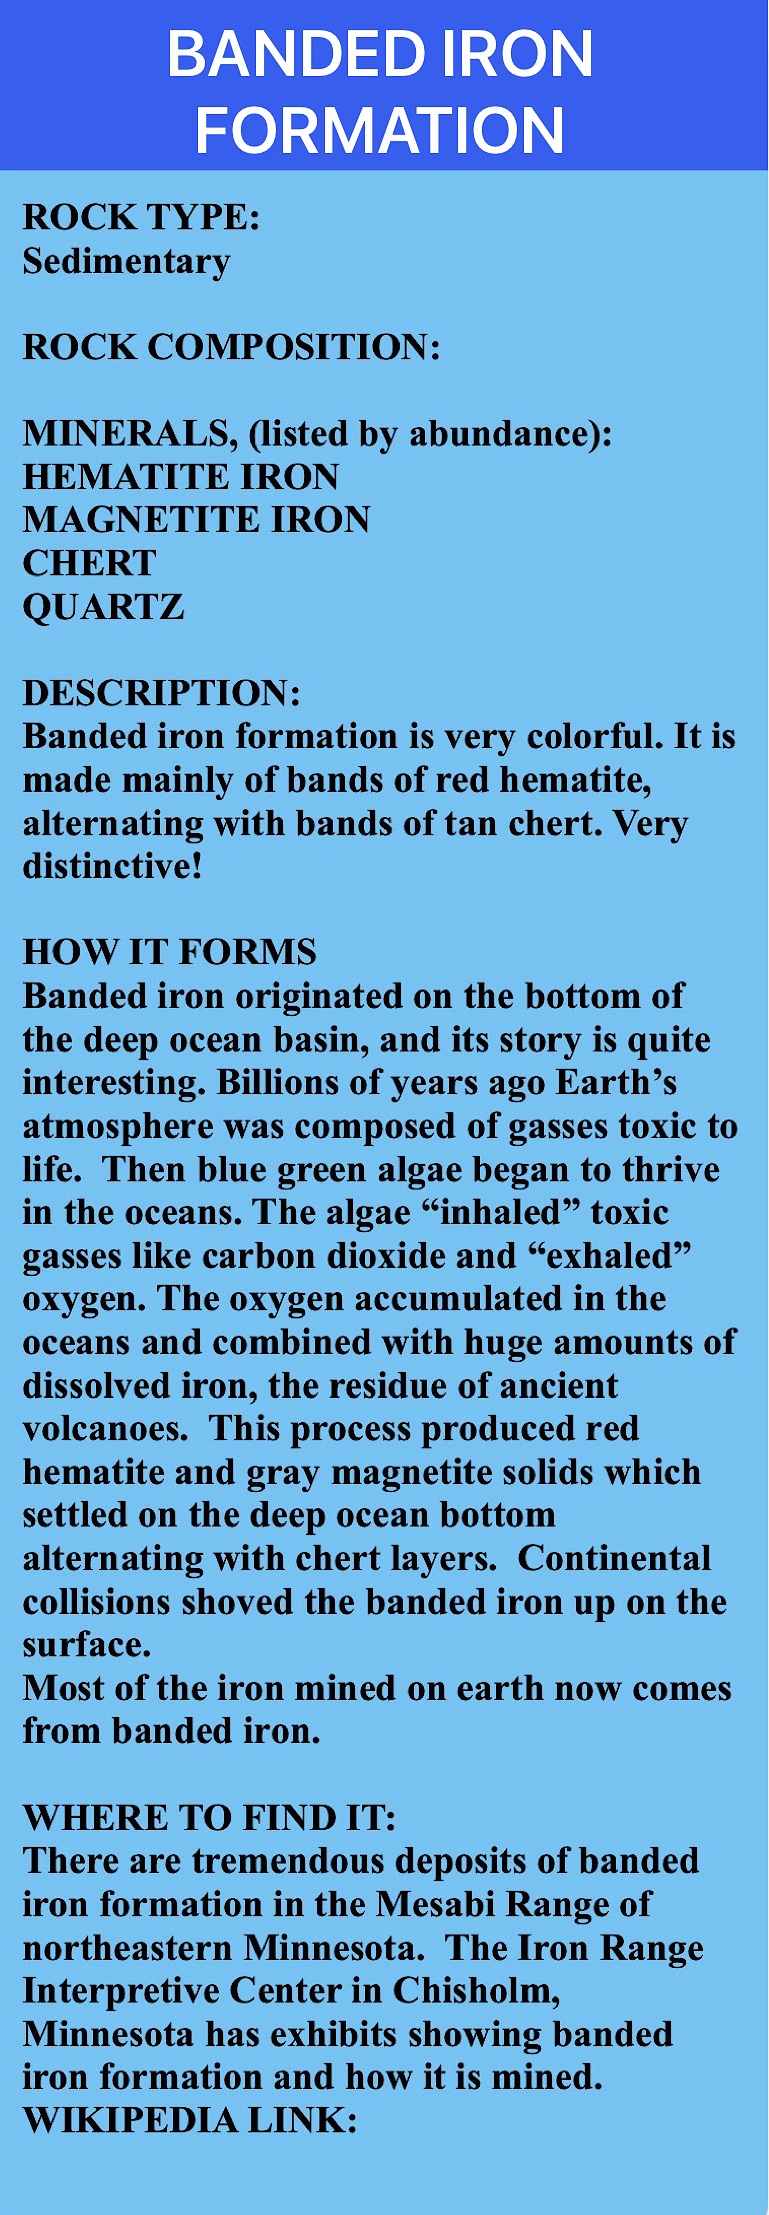 BANDED IRON
FORMATION
ROCK TYPE:
Sedimentary
ROCK COMPOSITION:
MINERALS, (listed by abundance):
HEMATITE IRON
MAGNETITE IRON
CHERT
QUARTZ
DESCRIPTION:
Banded iron formation is very colorful. It is
made mainly of bands of red hematite,
alternating with bands of tan chert. Very
distinctive!
HOW IT FORMS
Banded iron originated on the bottom of
the deep ocean basin, and its story is quite
interesting. Billions of years ago Earth’s
atmosphere was composed of gasses toxic to
life.  Then blue green algae began to thrive
in the oceans. The algae “inhaled” toxic
gasses like carbon dioxide and “exhaled”
oxygen. The oxygen accumulated in the
oceans and combined with huge amounts of
dissolved iron, the residue of ancient
volcanoes.  This process produced red
hematite and gray magnetite solids which
settled on the deep ocean bottom
alternating with chert layers.  Continental
collisions shoved the banded iron up on the
surface.
Most of the iron mined on earth now comes
from banded iron.
WHERE TO FIND IT:
There are tremendous deposits of banded
iron formation in the Mesabi Range of
northeastern Minnesota.  The Iron Range
Interpretive Center in Chisholm,
Minnesota has exhibits showing banded
iron formation and how it is mined.
WIKIPEDIA LINK: